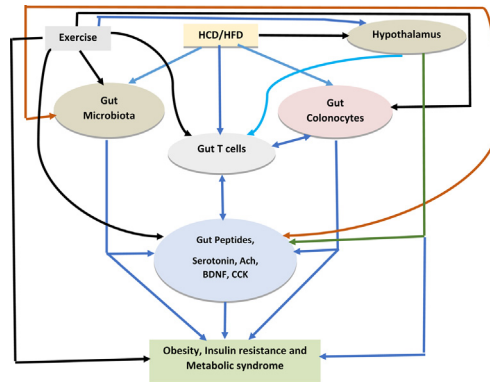 Exercise
HCD/HFD
Hypothalamus
Gut
Microbiota
Gut
Colonocytes
Gut T cells
Gut Peptides,
Serotonin, Ach,
BDNF, CCK
Obesity, Insulin resistance and
Metabolic syndrome